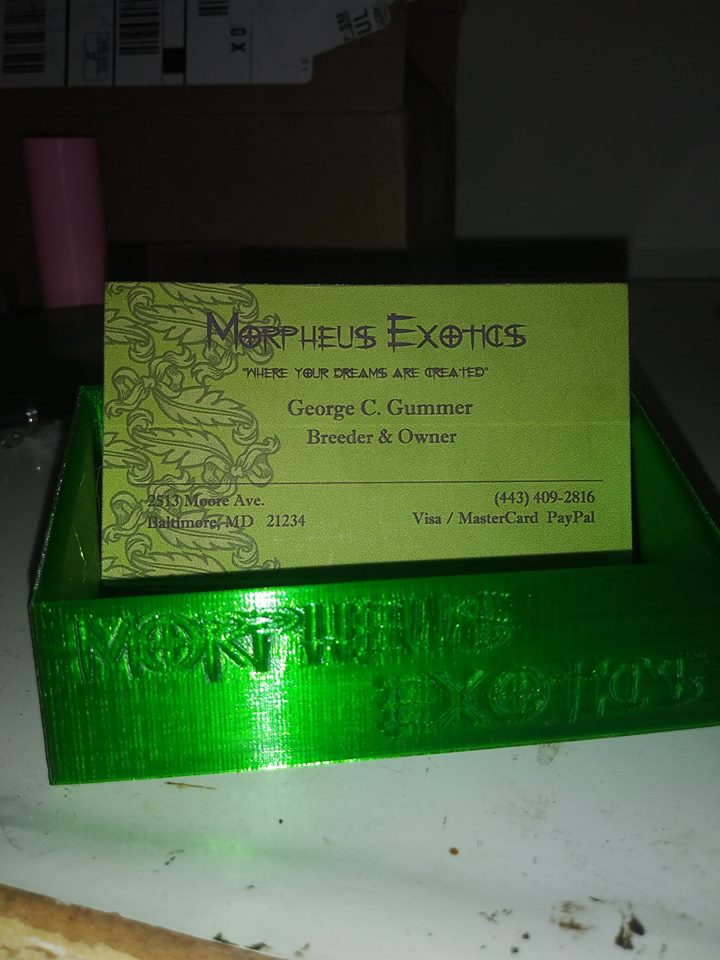 X O
UL
MORPHEUS EXOTICS
"WHERE YOUR DREAMS ARE CREATED"
George C. Gummer
Breeder & Owner
2513 Moore Ave.
Baltimore, MD 21234
(443) 409-2816
Visa / MasterCard PayPal
MORPHEUS
EXOTICS